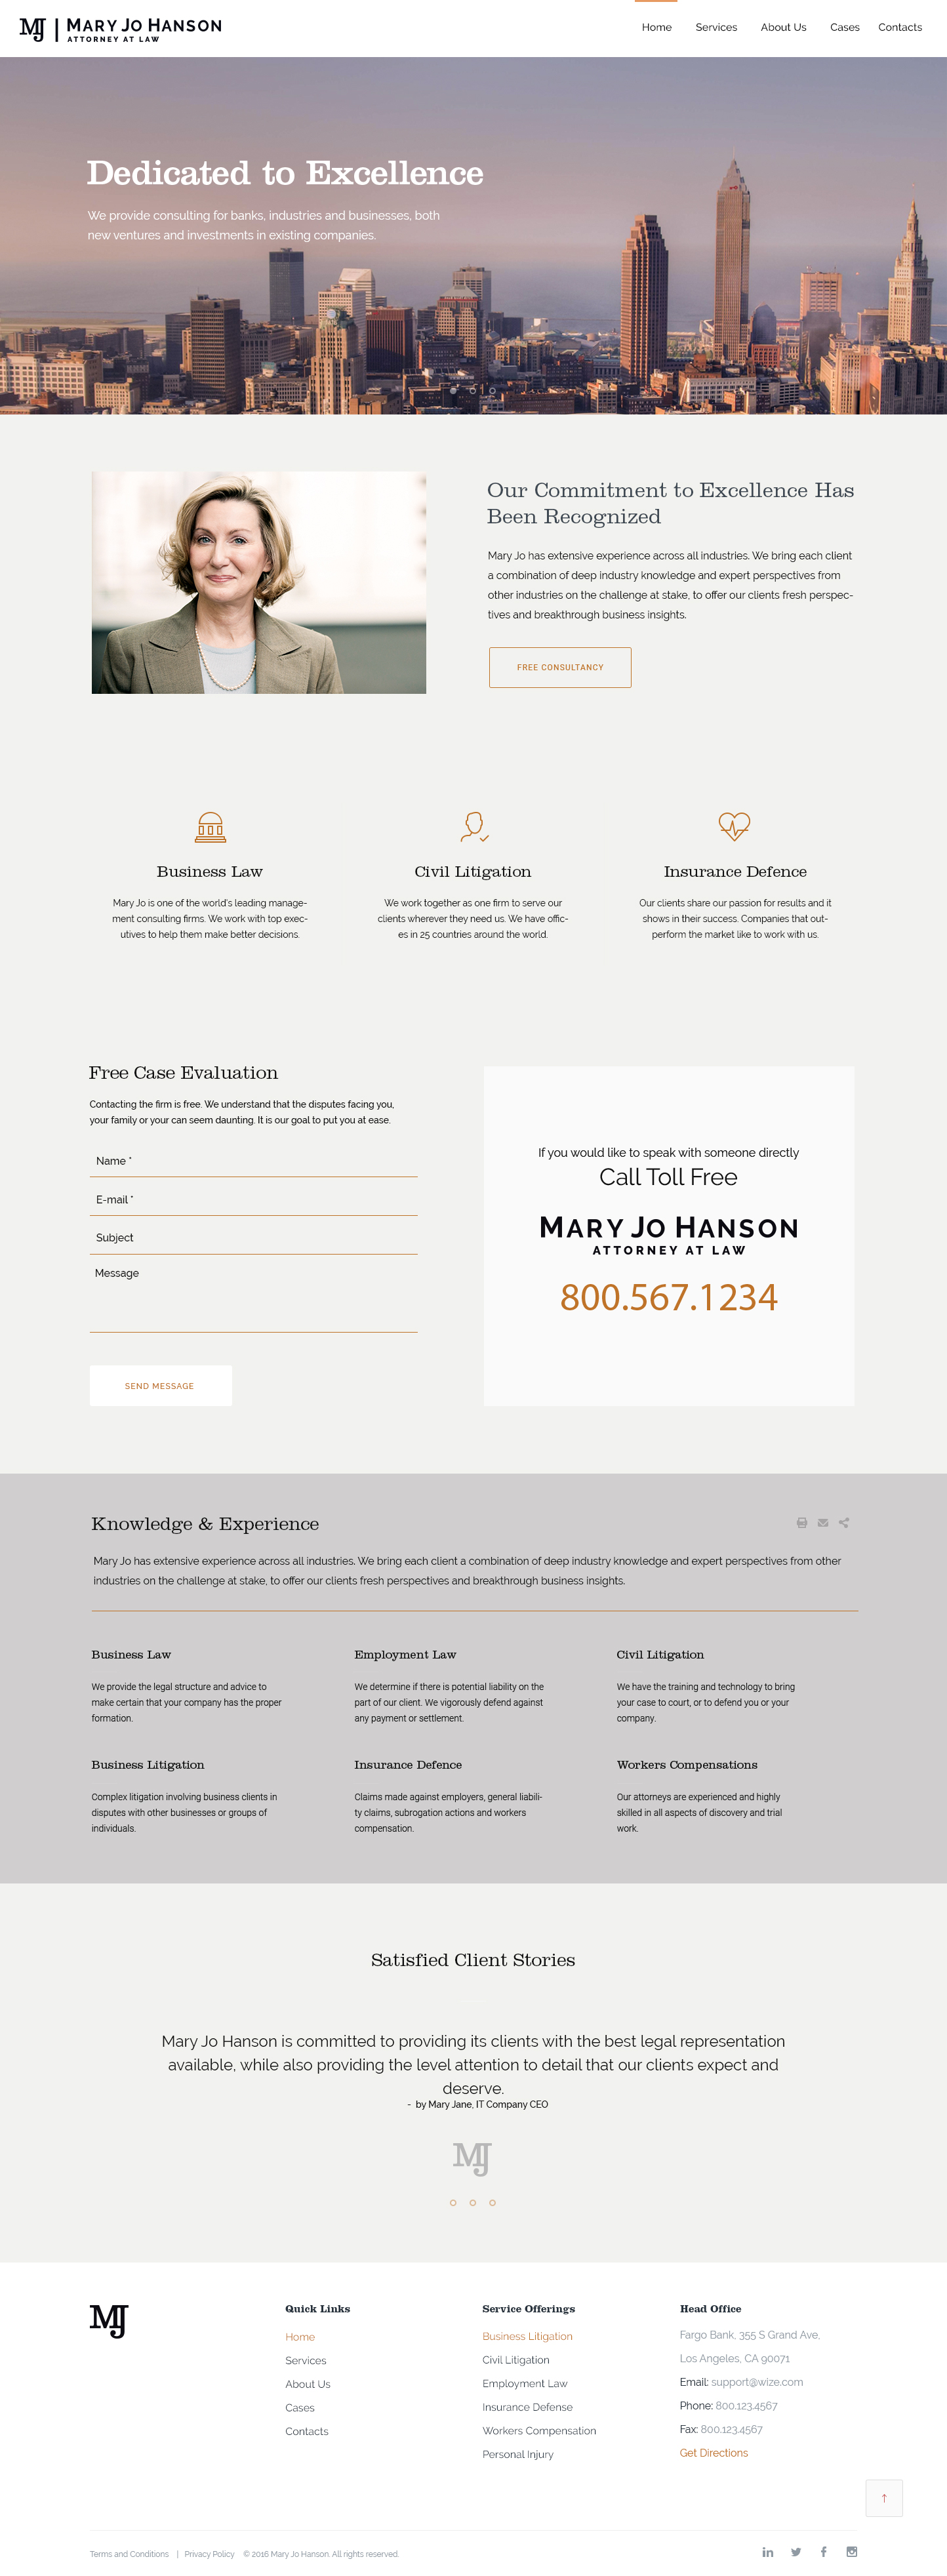 MJ | MARY JO HANSON
ATTORNEY AT LAW
Home Services About Us Cases Contacts
Dedicated to Excellence
We provide consulting for banks, industries and businesses, both
new ventures and investments in existing companies.
Our Commitment to Excellence Has
Been Recognized
Mary Jo has extensive experience across all industries. We bring each client
a combination of deep industry knowledge and expert perspectives from
other industries on the challenge at stake, to offer our clients fresh perspec-
tives and breakthrough business insights.
FREE CONSULTANCY
Business Law
Mary Jo is one of the world's leading manage-
ment consulting firms. We work with top exec-
utives to help them make better decisions.
Civil Litigation
We work together as one firm to serve our
clients wherever they need us. We have offic-
es in 25 countries around the world.
Insurance Defence
Our clients share our passion for results and it
shows in their success. Companies that out-
perform the market like to work with us.
Free Case Evaluation
Contacting the firm is free. We understand that the disputes facing you,
your family or your can seem daunting. It is our goal to put you at ease.
Name *
E-mail *
Subject
Message
SEND MESSAGE
If you would like to speak with someone directly
Call Toll Free
MARY JO HANSON
ATTORNEY AT LAW
800.567.1234
Knowledge & Experience
Mary Jo has extensive experience across all industries. We bring each client a combination of deep industry knowledge and expert perspectives from other
industries on the challenge at stake, to offer our clients fresh perspectives and breakthrough business insights.
Business Law
We provide the legal structure and advice to
make certain that your company has the proper
formation.
Employment Law
We determine if there is potential liability on the
part of our client. We vigorously defend against
any payment or settlement.
Civil Litigation
We have the training and technology to bring
your case to court, or to defend you or your
company.
Business Litigation
Complex litigation involving business clients in
disputes with other businesses or groups of
individuals.
Insurance Defence
Claims made against employers, general liabili-
ty claims, subrogation actions and workers
compensation.
Workers Compensations
Our attorneys are experienced and highly
skilled in all aspects of discovery and trial
work.
Satisfied Client Stories
Mary Jo Hanson is committed to providing its clients with the best legal representation
available, while also providing the level attention to detail that our clients expect and
deserve.
- by Mary Jane, IT Company CEO
MJ
MJ
Quick Links
Home
Services
About Us
Cases
Contacts
Service Offerings
Business Litigation
Civil Litigation
Employment Law
Insurance Defense
Workers Compensation
Personal Injury
Head Office
Fargo Bank, 355 S Grand Ave,
Los Angeles, CA 90071
Email: support@wize.com
Phone: 800.123.4567
Fax: 800.123.4567
Get Directions
Terms and Conditions | Privacy Policy © 2016 Mary Jo Hanson. All rights reserved.